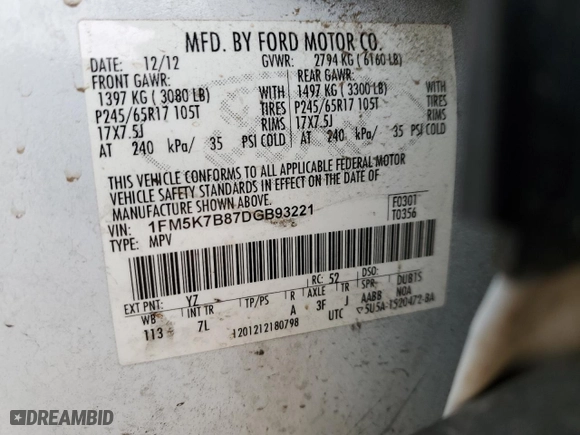 MFD. BY FORD MOTOR CO.
DATE: 12/12 GVWR: 2794 KG ( 6160 LB)
FRONT GAWR: REAR GAWR:
1397 KG ( 3080 LB) WITH 1497 KG ( 3300 LB) WITH
P245/65R17 105T TIRES P245/65R17 105T TIRES
17X7.5J RIMS 17X7.5J RIMS
AT 240 kPa/ 35 PSI COLD AT 240 kPa/ 35 PSI COLD
THIS VEHICLE CONFORMS TO ALL APPLICABLE FEDERAL MOTOR
VEHICLE SAFETY STANDARDS IN EFFECT ON THE DATE OF
MANUFACTURE SHOWN ABOVE.
VIN: 1FM5K7B87DGB93221 F0301
TYPE: MPV T0356
EXT PNT: YZ RC: 52 DSO:
WB INT TR TP/PS R AXLE TR SPR DUBTS
113 7L A 3F J AABB NOA
1201212180798 UTC 5U5A-1520472-BA
DREAMBID